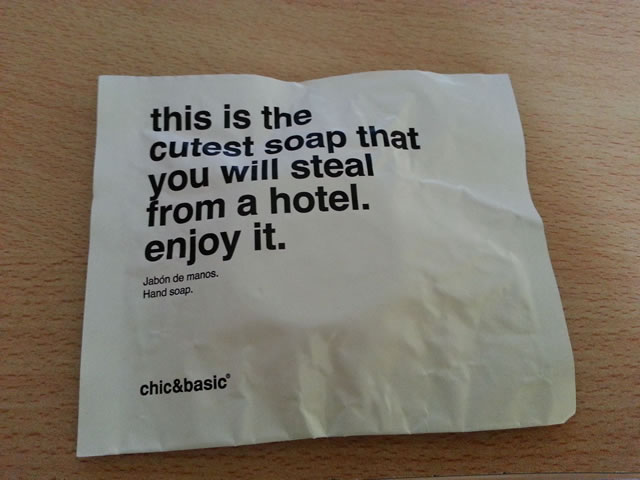 this is the
cutest soap that
you will steal
from a hotel.
enjoy it.
Jabón de manos.
Hand soap.
chic&basic®